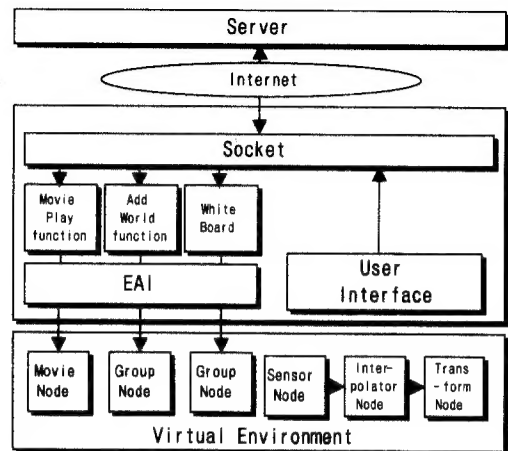 Server
Internet
Socket
Movie
Play
function
Add
World
function
White
Board
EAI
User
Interface
Movie
Node
Group
Node
Group
Node
Sensor
Node
Inter-
polator
Node
Trans
-form
Node
Virtual Environment